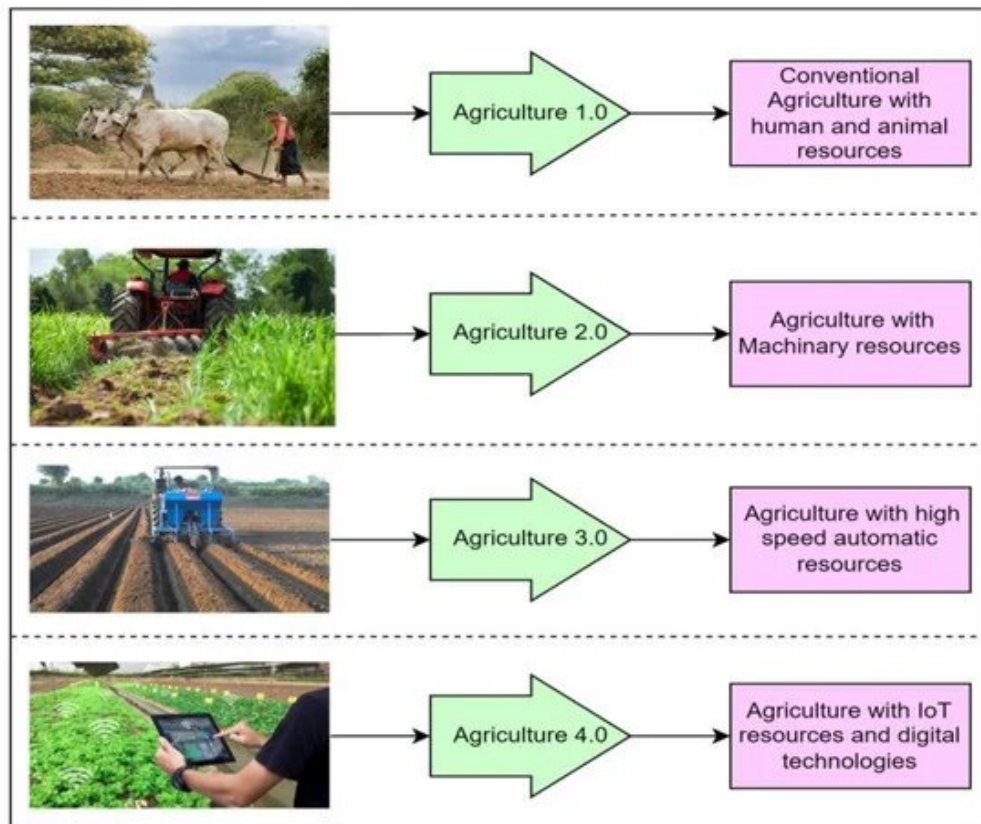 Agriculture 1.0
Conventional
Agriculture with
human and animal
resources
Agriculture 2.0
Agriculture with
Machinary resources
Agriculture 3.0
Agriculture with high
speed automatic
resources
Agriculture 4.0
Agriculture with IoT
resources and digital
technologies